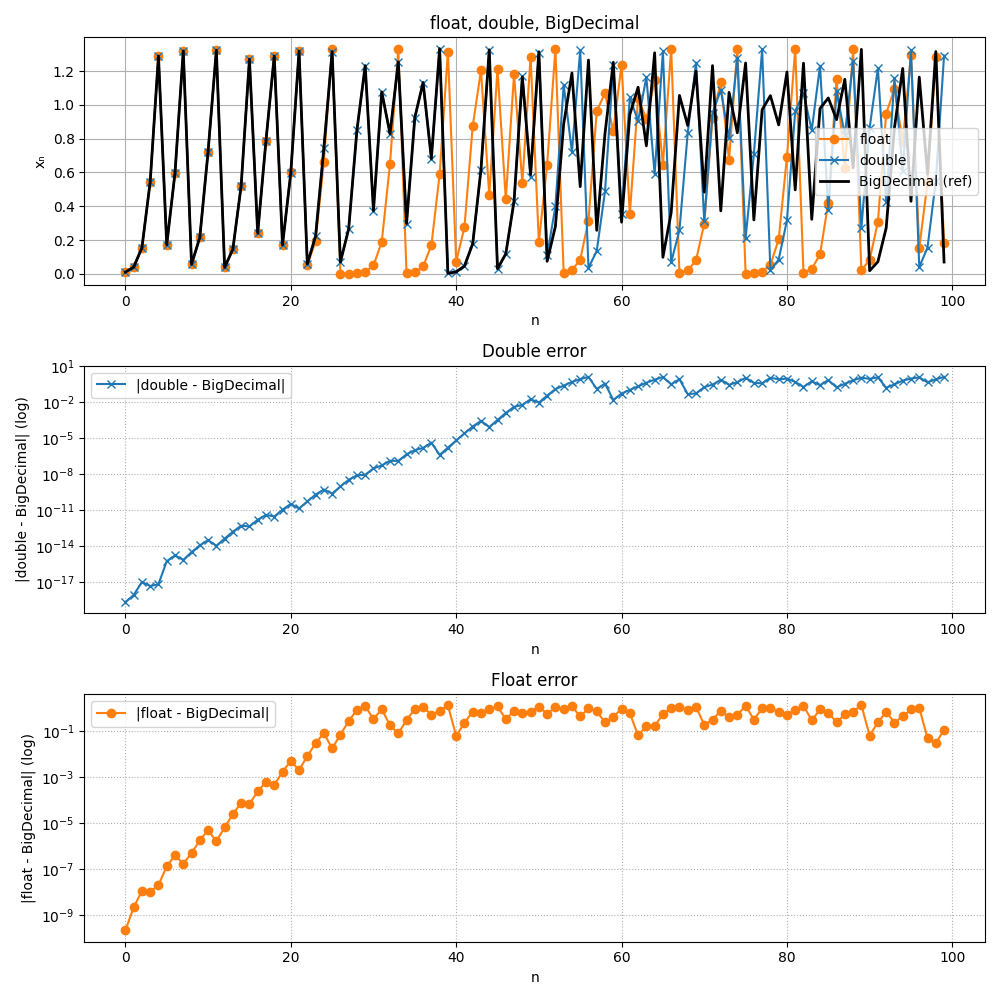 float, double, BigDecimal
xₙ
1.2
1.0
0.8
0.6
0.4
0.2
0.0
float
double
BigDecimal (ref)
0 20 40 60 80 100
n
Double error
|double - BigDecimal| (log)
10¹
10⁻²
10⁻⁵
10⁻⁸
10⁻¹¹
10⁻¹⁴
10⁻¹⁷
|double - BigDecimal|
0 20 40 60 80 100
n
Float error
|float - BigDecimal| (log)
10⁻¹
10⁻³
10⁻⁵
10⁻⁷
10⁻⁹
|float - BigDecimal|
0 20 40 60 80 100
n